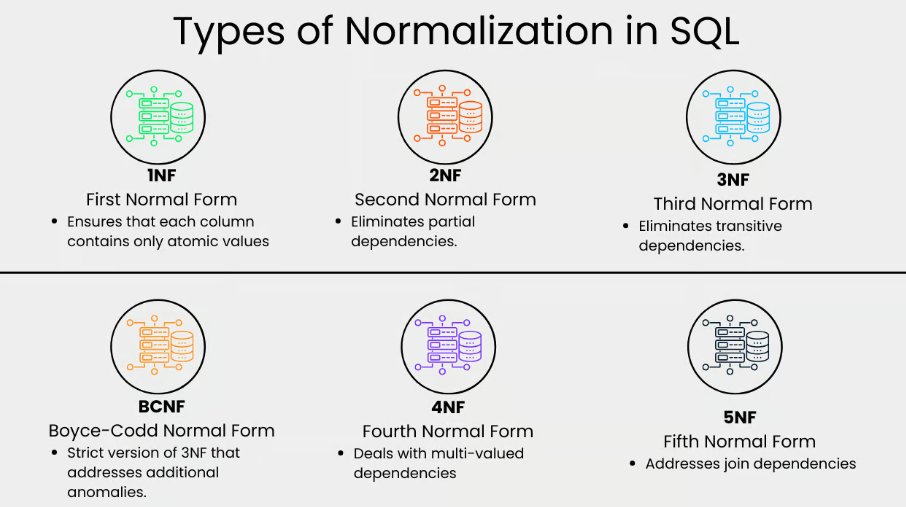 Types of Normalization in SQL
1NF
First Normal Form
• Ensures that each column
contains only atomic values
2NF
Second Normal Form
• Eliminates partial
dependencies.
3NF
Third Normal Form
• Eliminates transitive
dependencies.
BCNF
Boyce-Codd Normal Form
• Strict version of 3NF that
addresses additional
anomalies.
4NF
Fourth Normal Form
• Deals with multi-valued
dependencies
5NF
Fifth Normal Form
• Addresses join dependencies